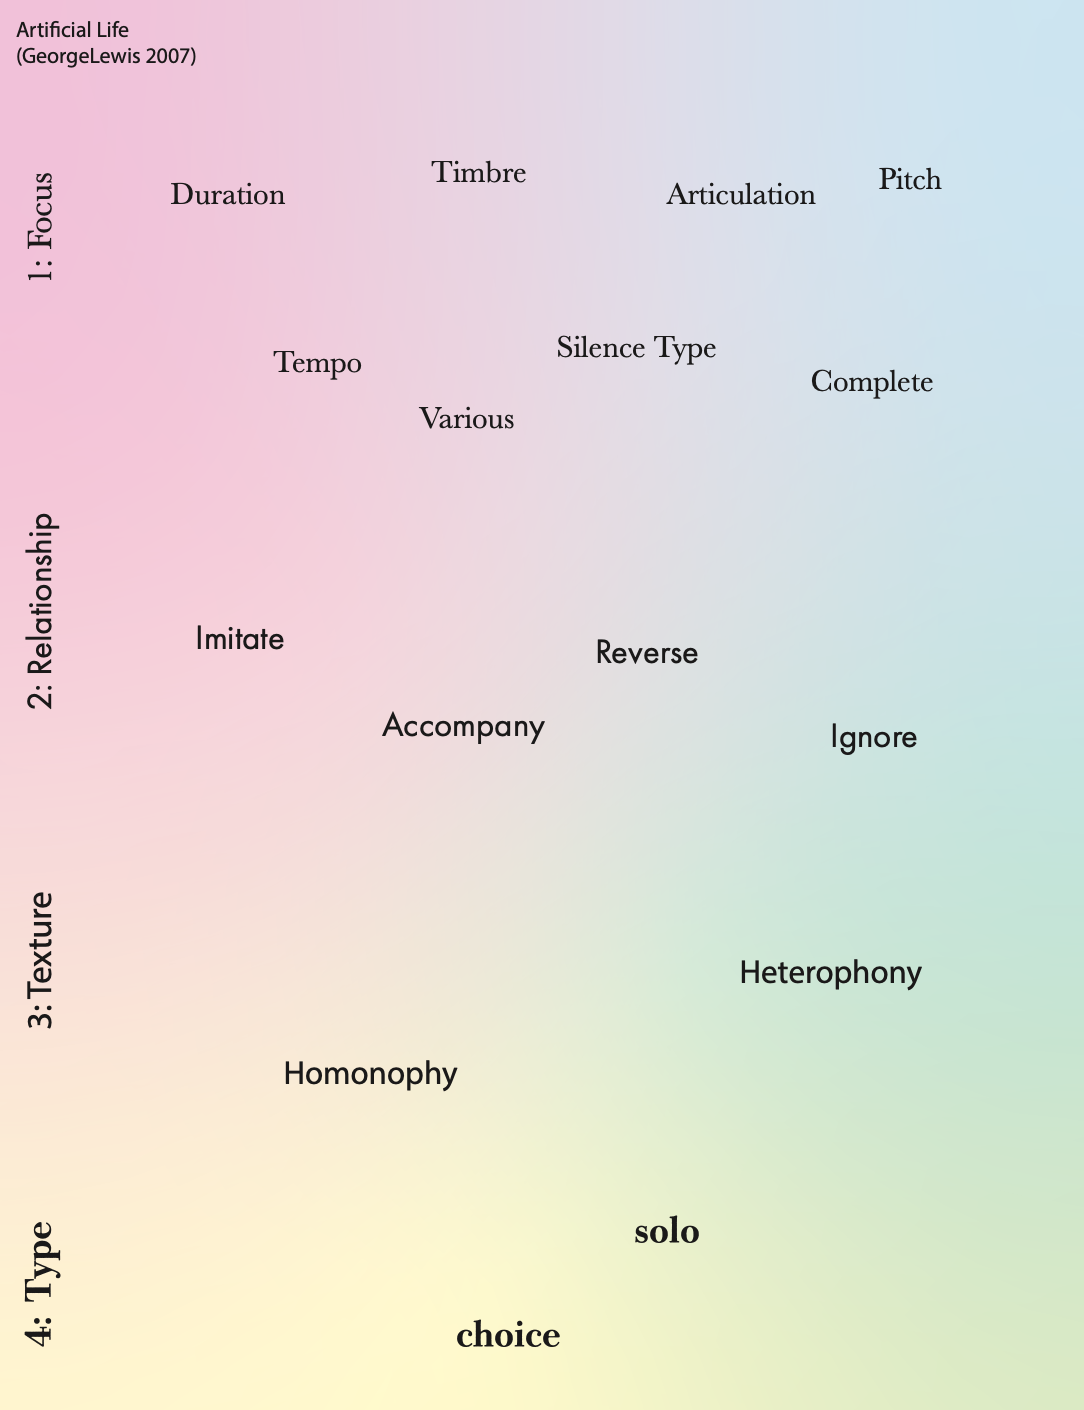 Artificial Life
(GeorgeLewis 2007)
1: Focus
Duration
Timbre
Articulation
Pitch
Tempo
Silence Type
Complete
Various
2: Relationship
Imitate
Reverse
Accompany
Ignore
3: Texture
Heterophony
Homonophy
4: Type
solo
choice